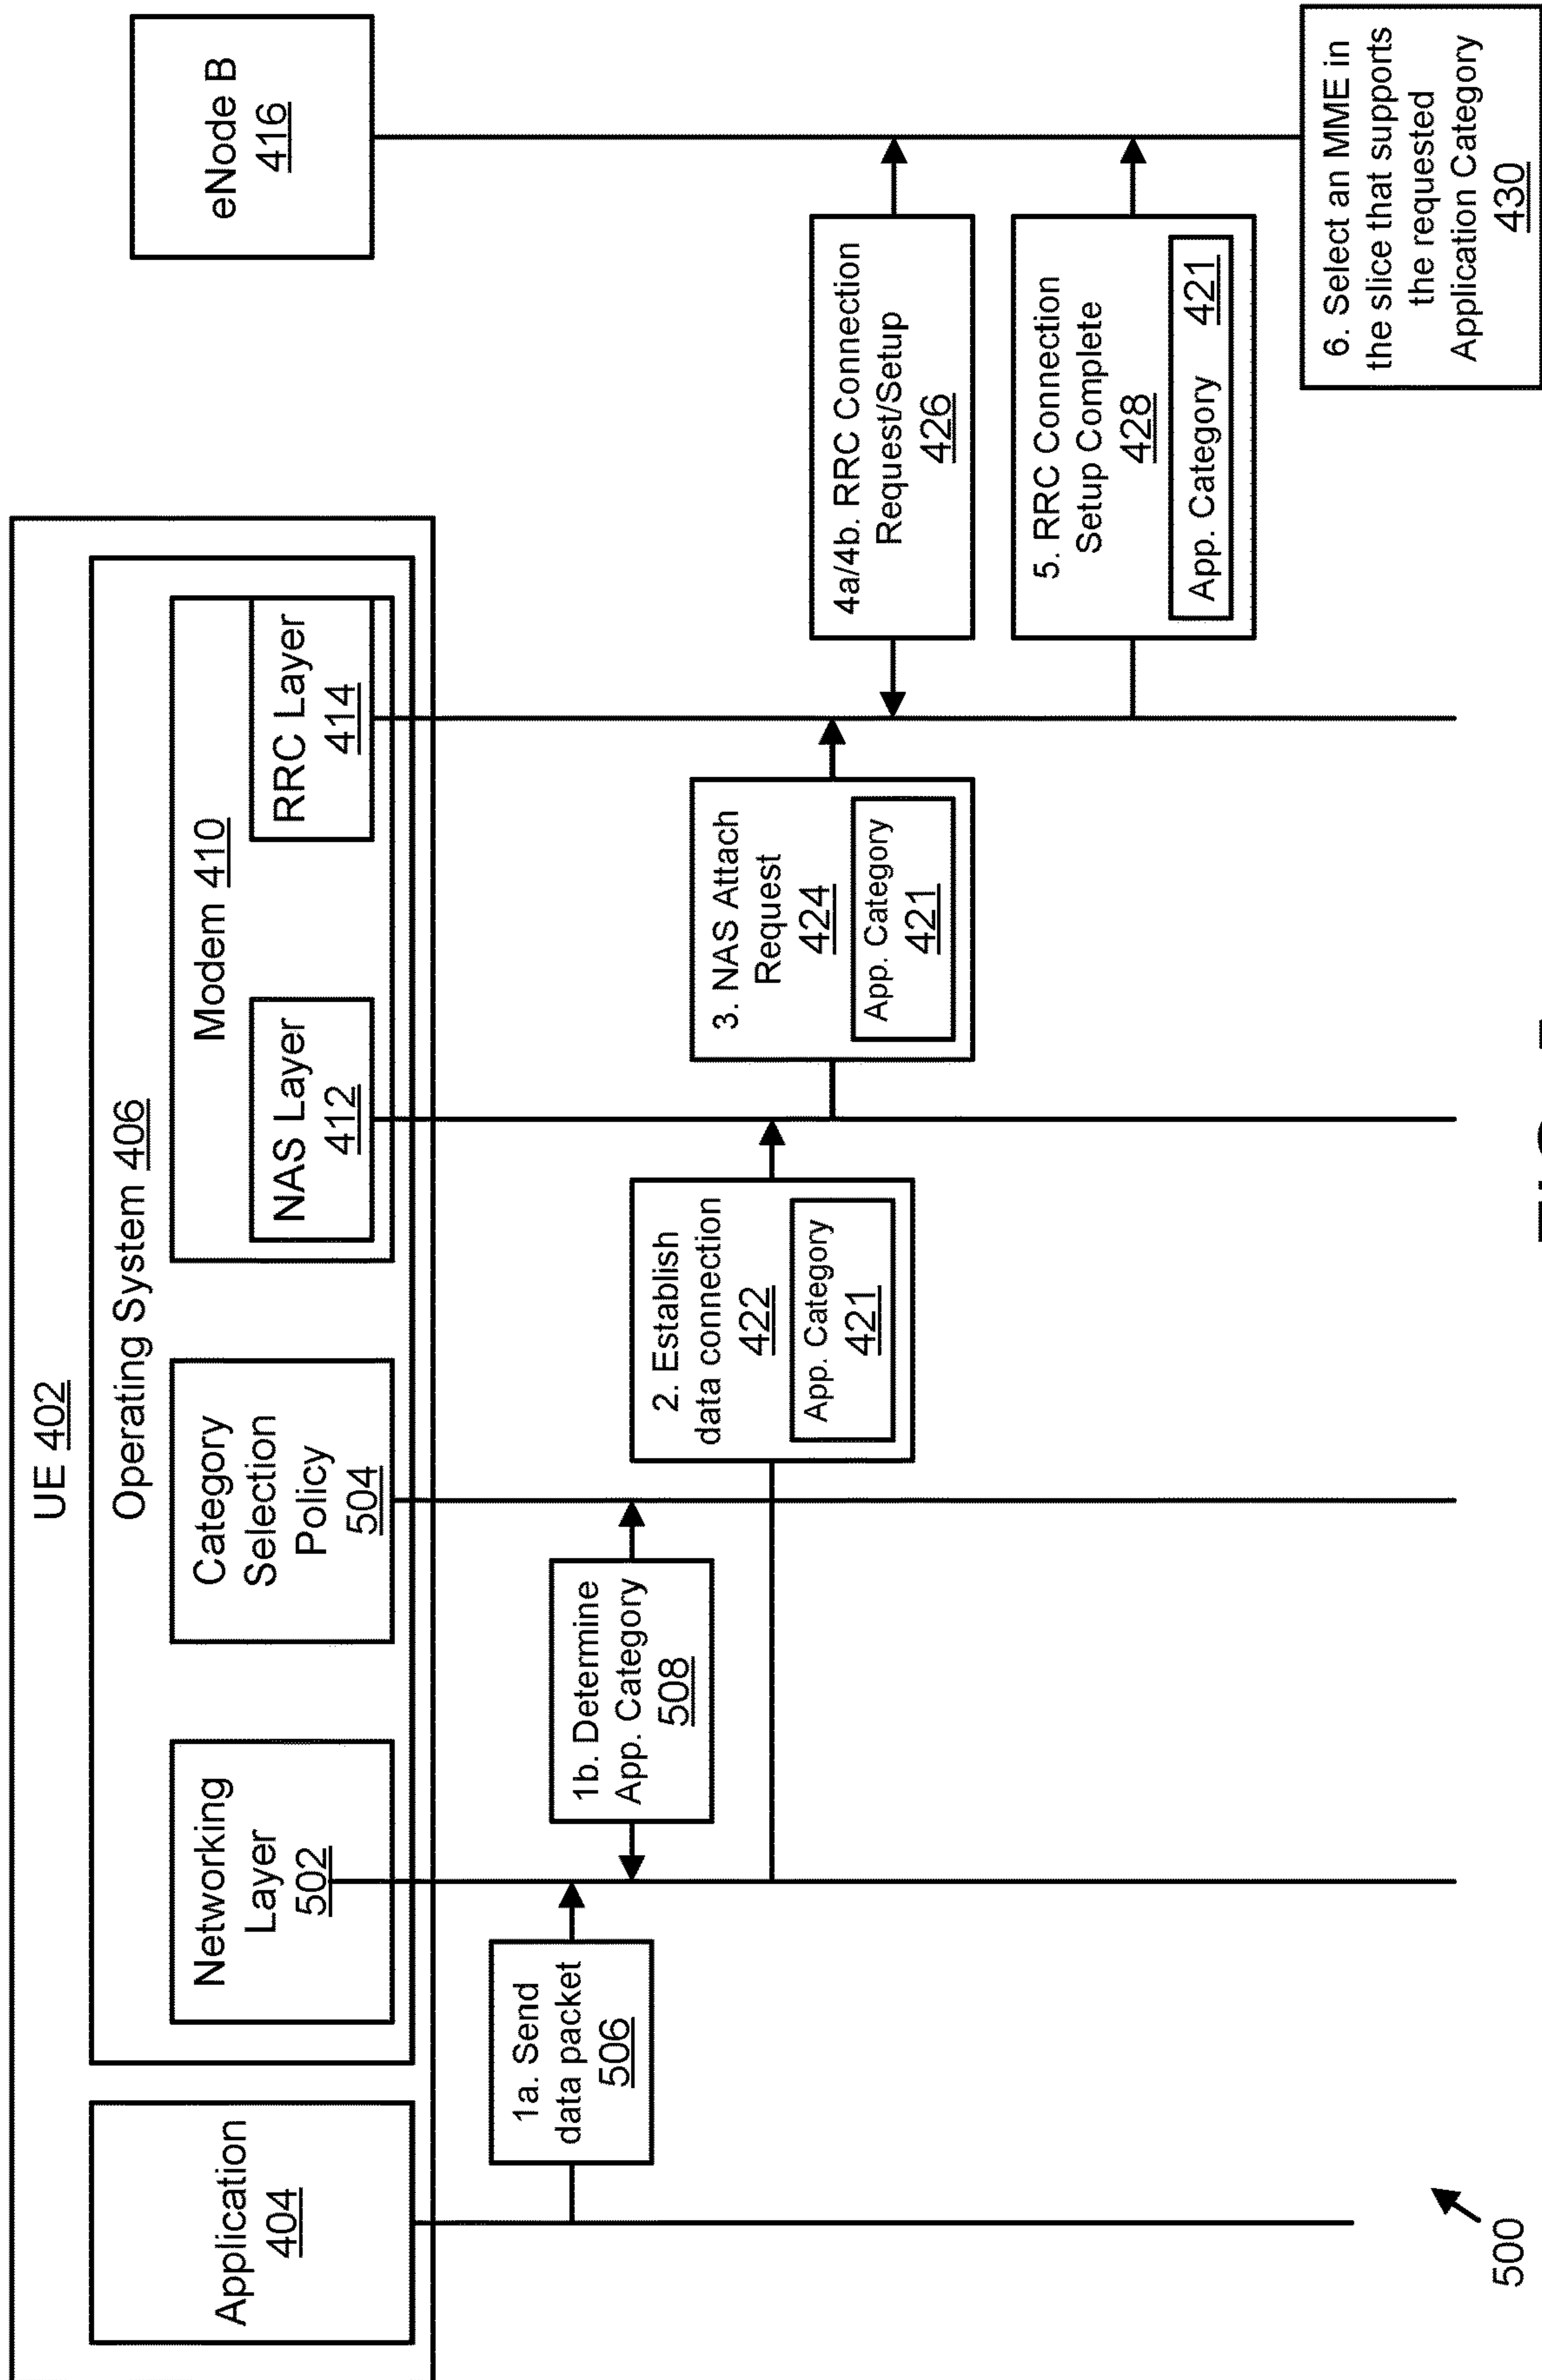 UE 402
Operating System 406
Application
404
Networking
Layer
502
Category
Selection
Policy
504
Modem 410
NAS Layer
412
RRC Layer
414
eNode B
416
1a. Send
data packet
506
1b. Determine
App. Category
508
2. Establish
data connection
422
App. Category
421
3. NAS Attach
Request
424
App. Category
421
4a/4b. RRC Connection
Request/Setup
426
5. RRC Connection
Setup Complete
428
App. Category 421
6. Select an MME in
the slice that supports
the requested
Application Category
430
500